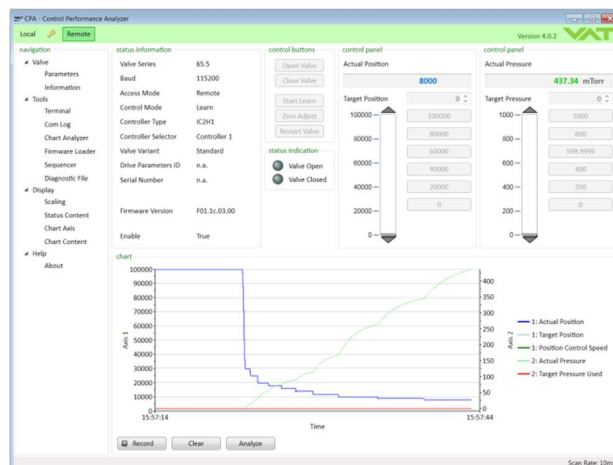 CPA - Control Performance Analyzer
Local Remote Version 4.0.2 VAT
navigation
Valve
Parameters
Information
Tools
Terminal
Com Log
Chart Analyzer
Firmware Loader
Sequencer
Diagnostic File
Display
Scaling
Status Content
Chart Axis
Chart Content
Help
About
status information
Valve Series 65.5
Baud 115200
Access Mode Remote
Control Mode Learn
Controller Type IC2H1
Controller Selector Controller 1
Valve Variant Standard
Drive Parameters ID n.a.
Serial Number n.a.
Firmware Version F01.1c.03.00
Enable True
control buttons
Open Valve
Close Valve
Start Learn
Zero Adjust
Restart Valve
status indication
Valve Open
Valve Closed
control panel
Actual Position
8000
Target Position 0
100000 100000
80000 80000
60000 60000
40000 40000
20000 20000
0 0
control panel
Actual Pressure
437.34 mTorr
Target Pressure 0
1000 1000
800 800
600 599.9999
400 400
200 200
0 0
chart
100000
90000
80000
70000
60000
50000
40000
30000
20000
10000
0
Axis 1
400
350
300
250
200
150
100
50
0
Axis 2
15:57:14 15:57:44
Time
1: Actual Position
1: Target Position
1: Position Control Speed
2: Actual Pressure
2: Target Pressure Used
Record Clear Analyze
Scan Rate: 10ms